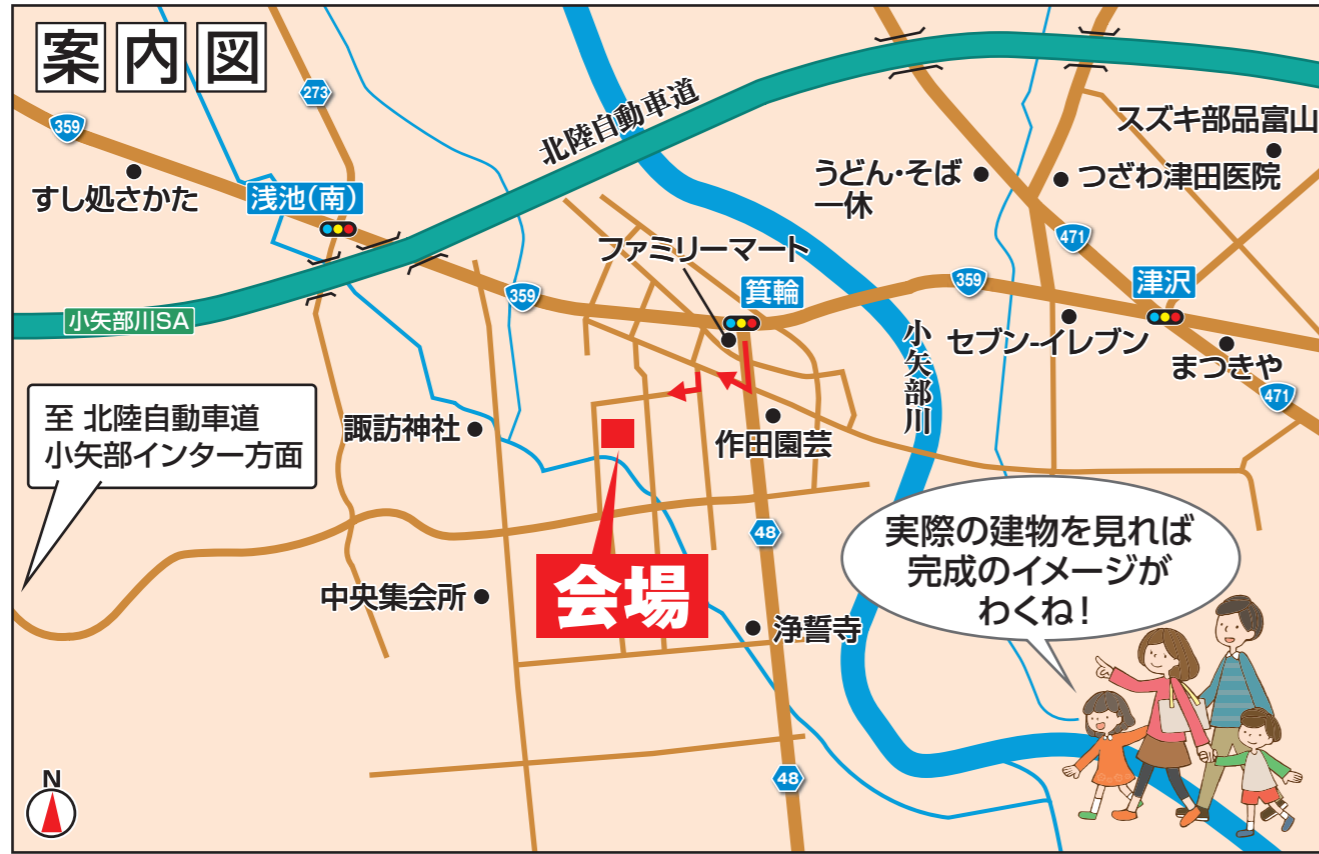 案内図
273
359
すし処さかた
浅池(南)
北陸自動車道
スズキ部品富山
うどん・そば
一休
つざわ津田医院
471
ファミリーマート
箕輪
359
359
津沢
小矢部川SA
小矢部川
セブン-イレブン
まつきや
471
至 北陸自動車道
小矢部インター方面
諏訪神社
作田園芸
48
実際の建物を見れば
完成のイメージが
わくね!
会場
中央集会所
浄誓寺
48
N